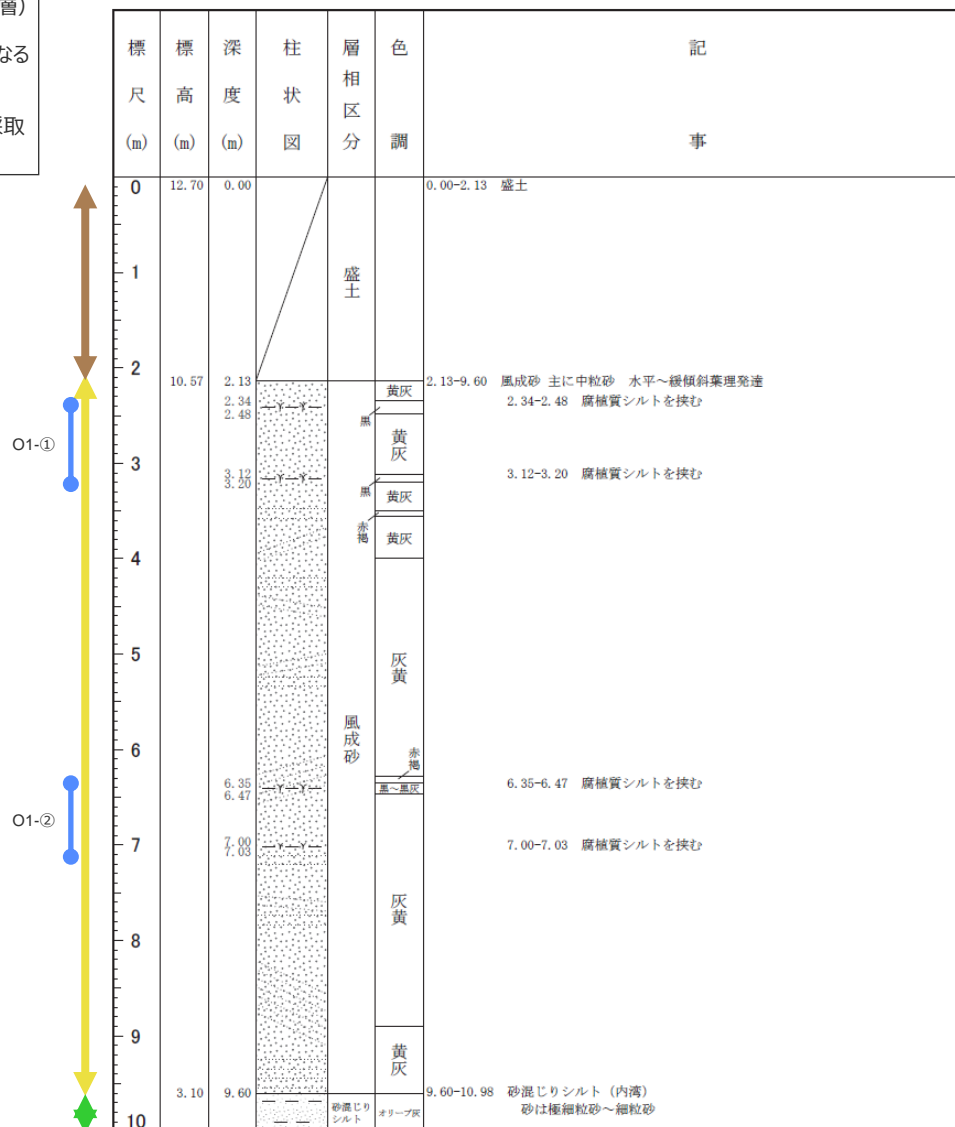 層）
なる
採取
標尺(m)
標高(m)
深度(m)
柱状図
層相区分
色調
記事
0 12.70 0.00 0.00-2.13 盛土
1
盛土
2
10.57 2.13 2.13-9.60 風成砂 主に中粒砂 水平～緩傾斜葉理発達
黄灰
2.34 2.34-2.48 腐植質シルトを挟む
2.48
黒
黄灰
O1-①
3
3.12 3.12-3.20 腐植質シルトを挟む
3.20
黒
黄灰
赤褐
黄灰
4
5
灰黄
風成砂
6
赤褐
6.35 6.35-6.47 腐植質シルトを挟む
6.47
黒～黒灰
O1-②
7
7.00 7.00-7.03 腐植質シルトを挟む
7.03
灰黄
8
9
黄灰
3.10 9.60 9.60-10.98 砂混じりシルト（内湾）
砂は極細粒砂～細粒砂
砂混じり
シルト
オリーブ灰
10